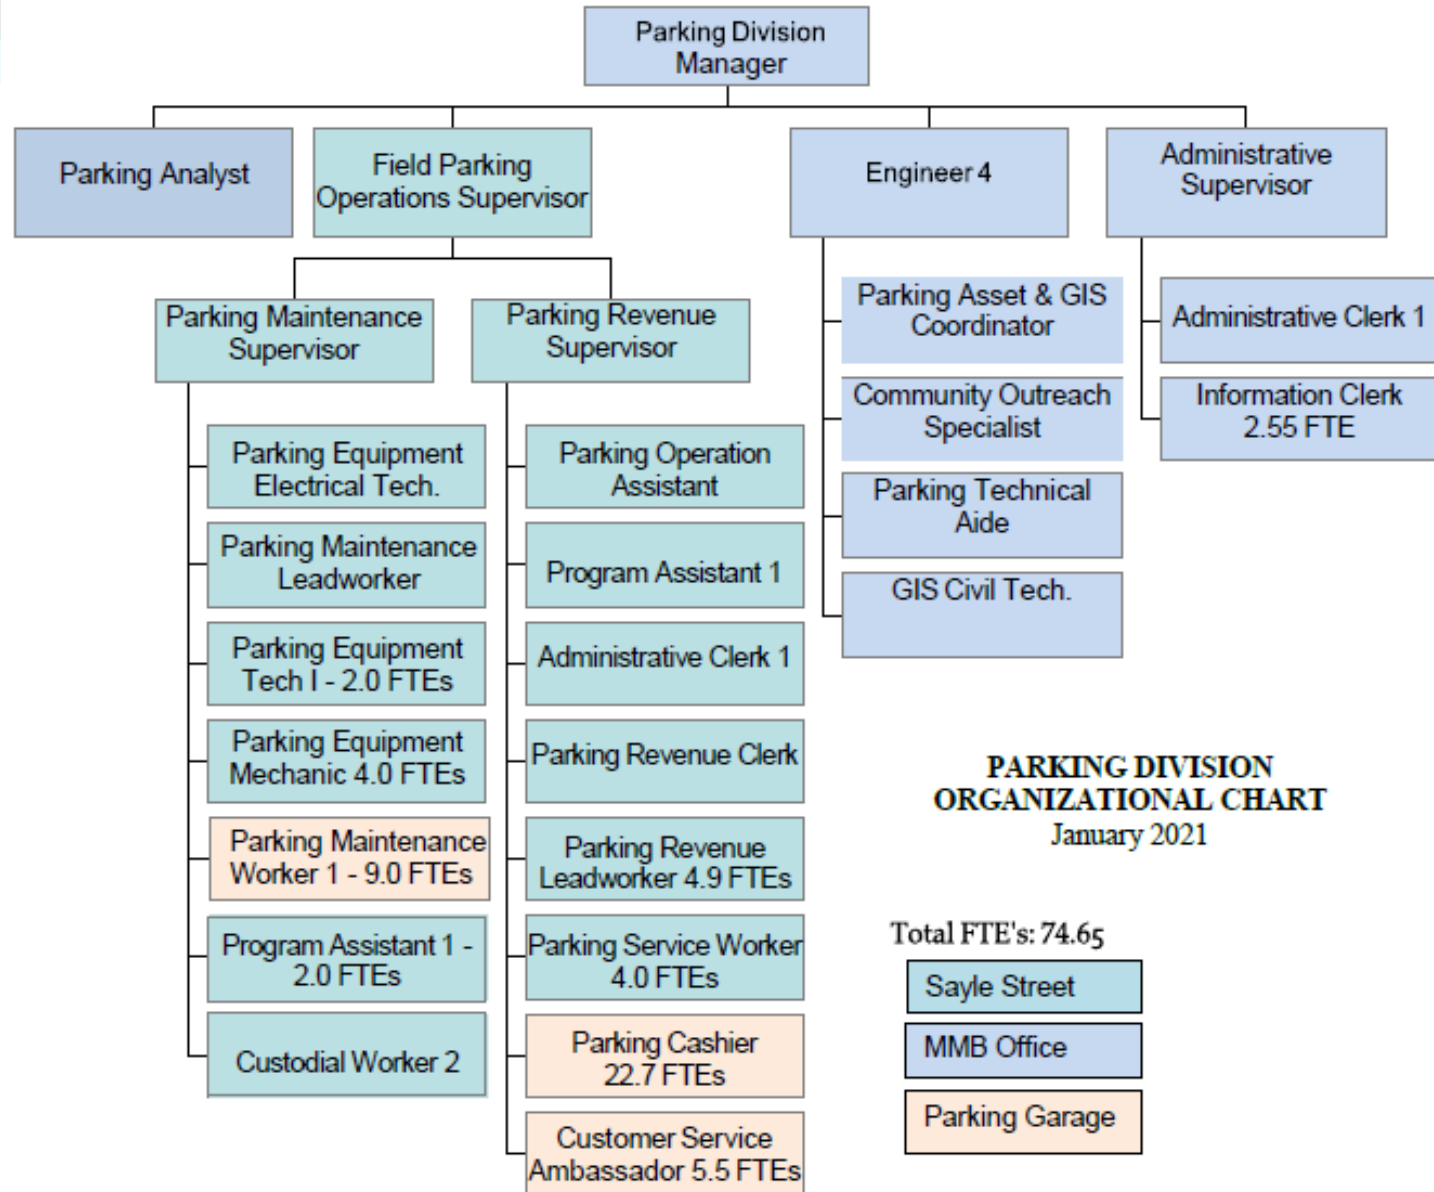 Parking Division
Manager
Parking Analyst
Field Parking
Operations Supervisor
Engineer 4
Administrative
Supervisor
Parking Maintenance
Supervisor
Parking Revenue
Supervisor
Parking Equipment
Electrical Tech.
Parking Maintenance
Leadworker
Parking Equipment
Tech I - 2.0 FTEs
Parking Equipment
Mechanic 4.0 FTEs
Parking Maintenance
Worker 1 - 9.0 FTEs
Program Assistant 1 -
2.0 FTEs
Custodial Worker 2
Parking Operation
Assistant
Program Assistant 1
Administrative Clerk 1
Parking Revenue Clerk
Parking Revenue
Leadworker 4.9 FTEs
Parking Service Worker
4.0 FTEs
Parking Cashier
22.7 FTEs
Customer Service
Ambassador 5.5 FTEs
Parking Asset & GIS
Coordinator
Community Outreach
Specialist
Parking Technical
Aide
GIS Civil Tech.
Administrative Clerk 1
Information Clerk
2.55 FTE
PARKING DIVISION
ORGANIZATIONAL CHART
January 2021
Total FTE's: 74.65
Sayle Street
MMB Office
Parking Garage